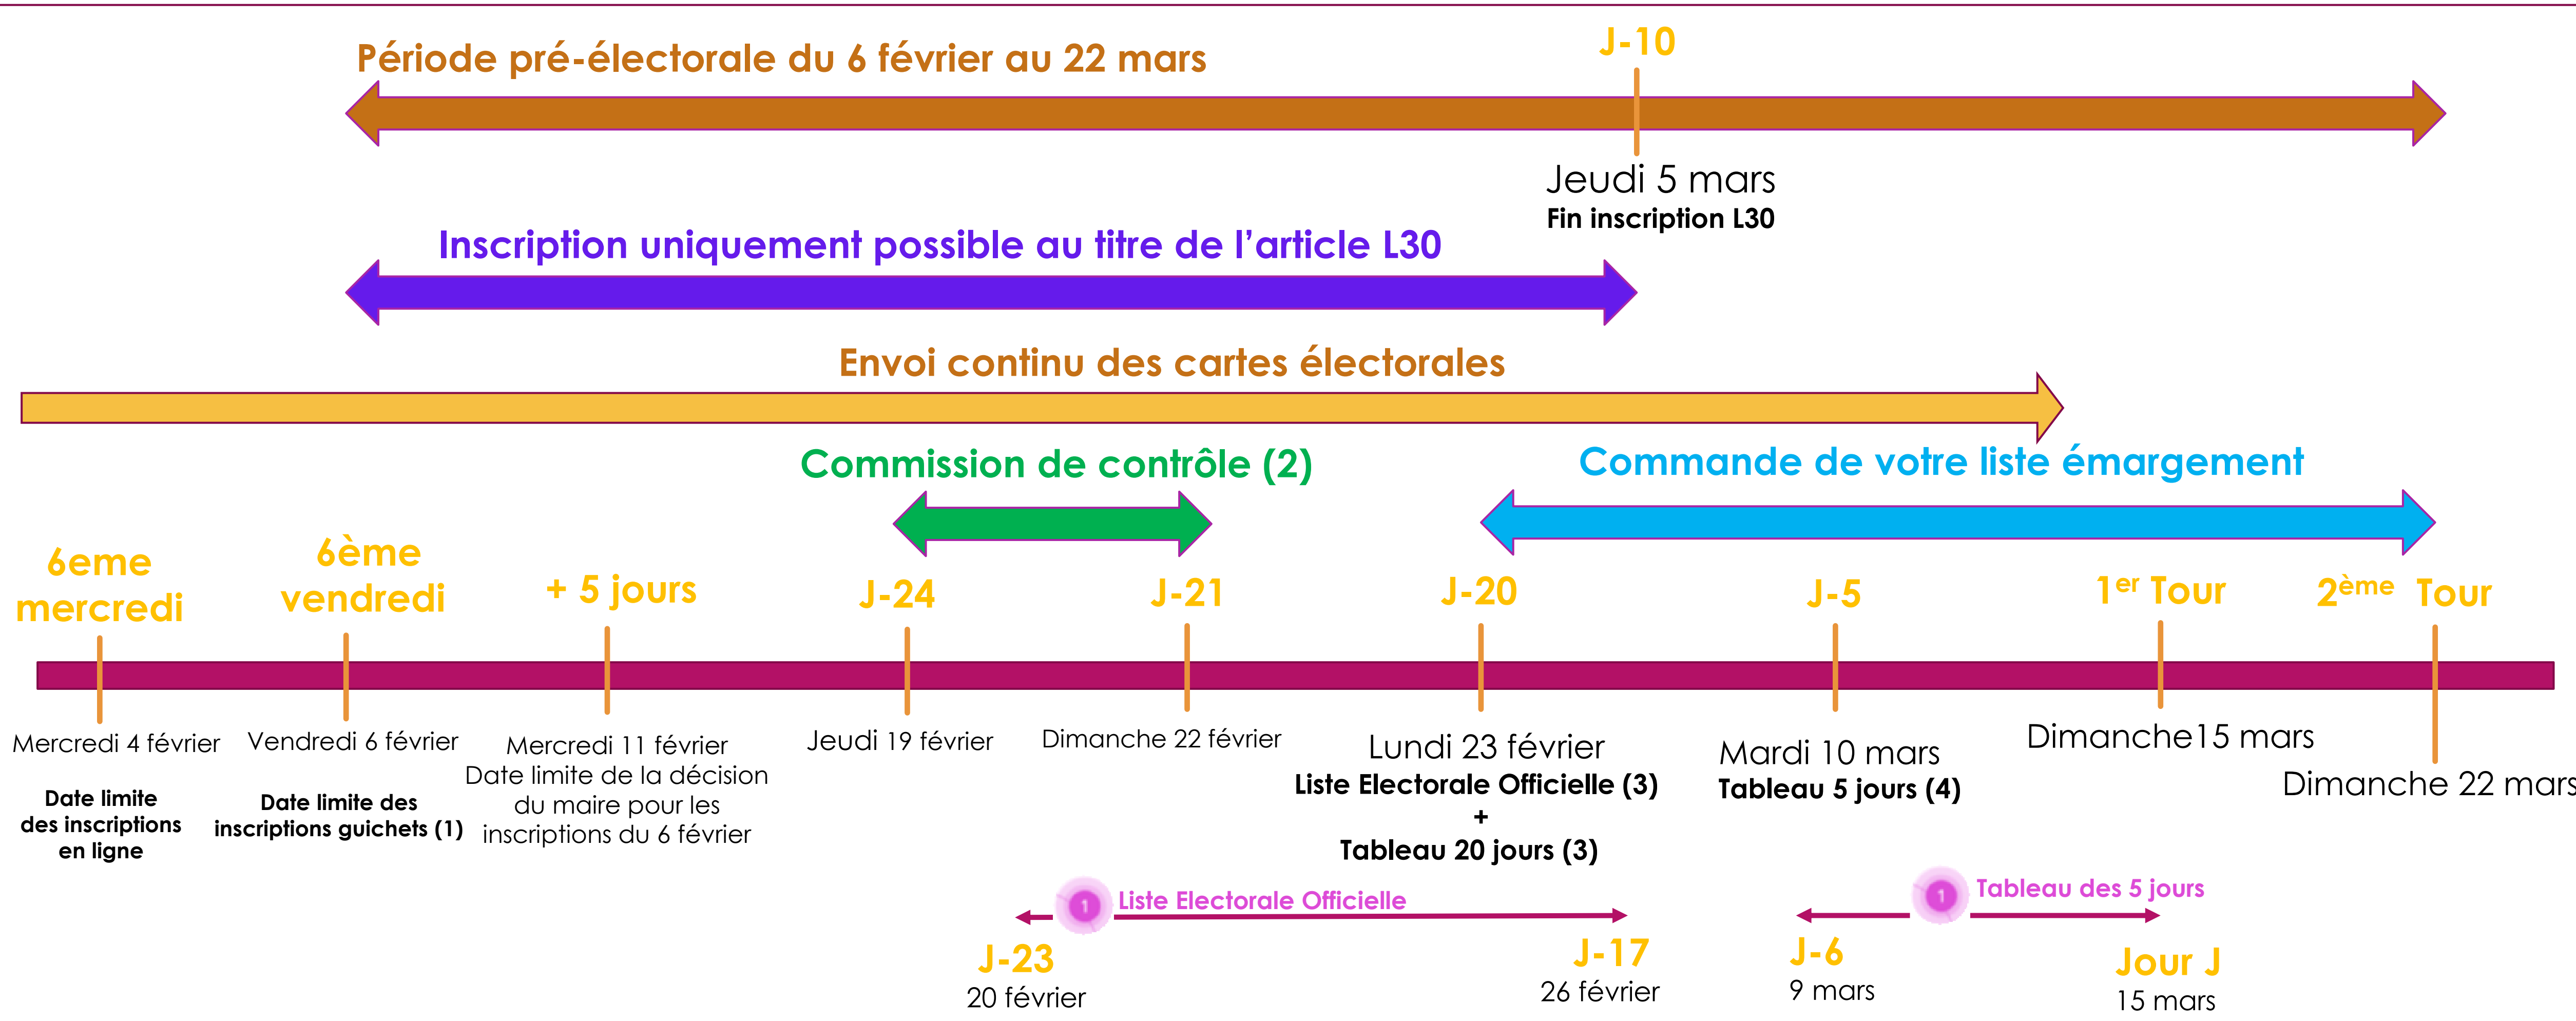 Période pré-électorale du 6 février au 22 mars
J-10
Jeudi 5 mars
Fin inscription L30
Inscription uniquement possible au titre de l’article L30
Envoi continu des cartes électorales
Commission de contrôle (2)
Commande de votre liste émargement
6eme
mercredi
6ème
vendredi
+ 5 jours
J-24
J-21
J-20
J-5
1er Tour
2ème Tour
Mercredi 4 février
Date limite
des inscriptions
en ligne
Vendredi 6 février
Date limite des
inscriptions guichets (1)
Mercredi 11 février
Date limite de la décision
du maire pour les
inscriptions du 6 février
Jeudi 19 février
Dimanche 22 février
Lundi 23 février
Liste Electorale Officielle (3)
+
Tableau 20 jours (3)
Mardi 10 mars
Tableau 5 jours (4)
Dimanche15 mars
Dimanche 22 mars
1
Liste Electorale Officielle
J-23
20 février
J-17
26 février
1
Tableau des 5 jours
J-6
9 mars
Jour J
15 mars